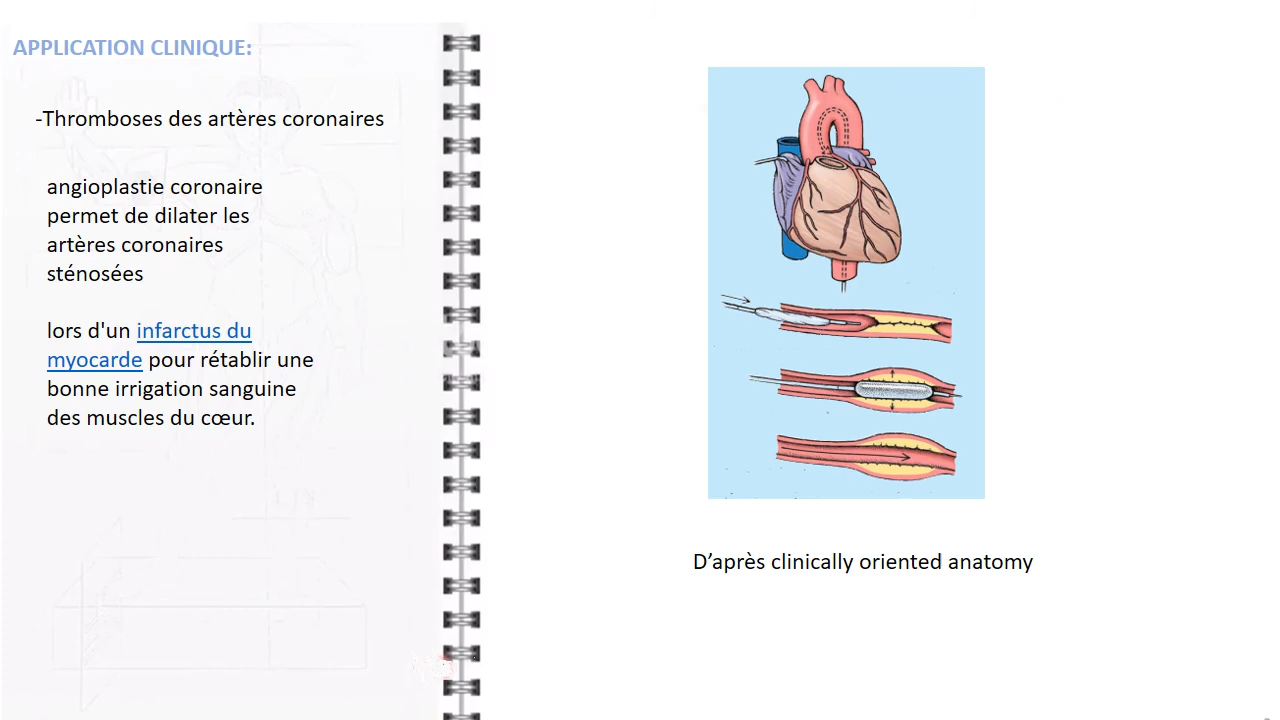 APPLICATION CLINIQUE:
-Thromboses des artères coronaires
angioplastie coronaire
permet de dilater les
artères coronaires
sténosées
lors d'un infarctus du
myocarde pour rétablir une
bonne irrigation sanguine
des muscles du cœur.
D’après clinically oriented anatomy